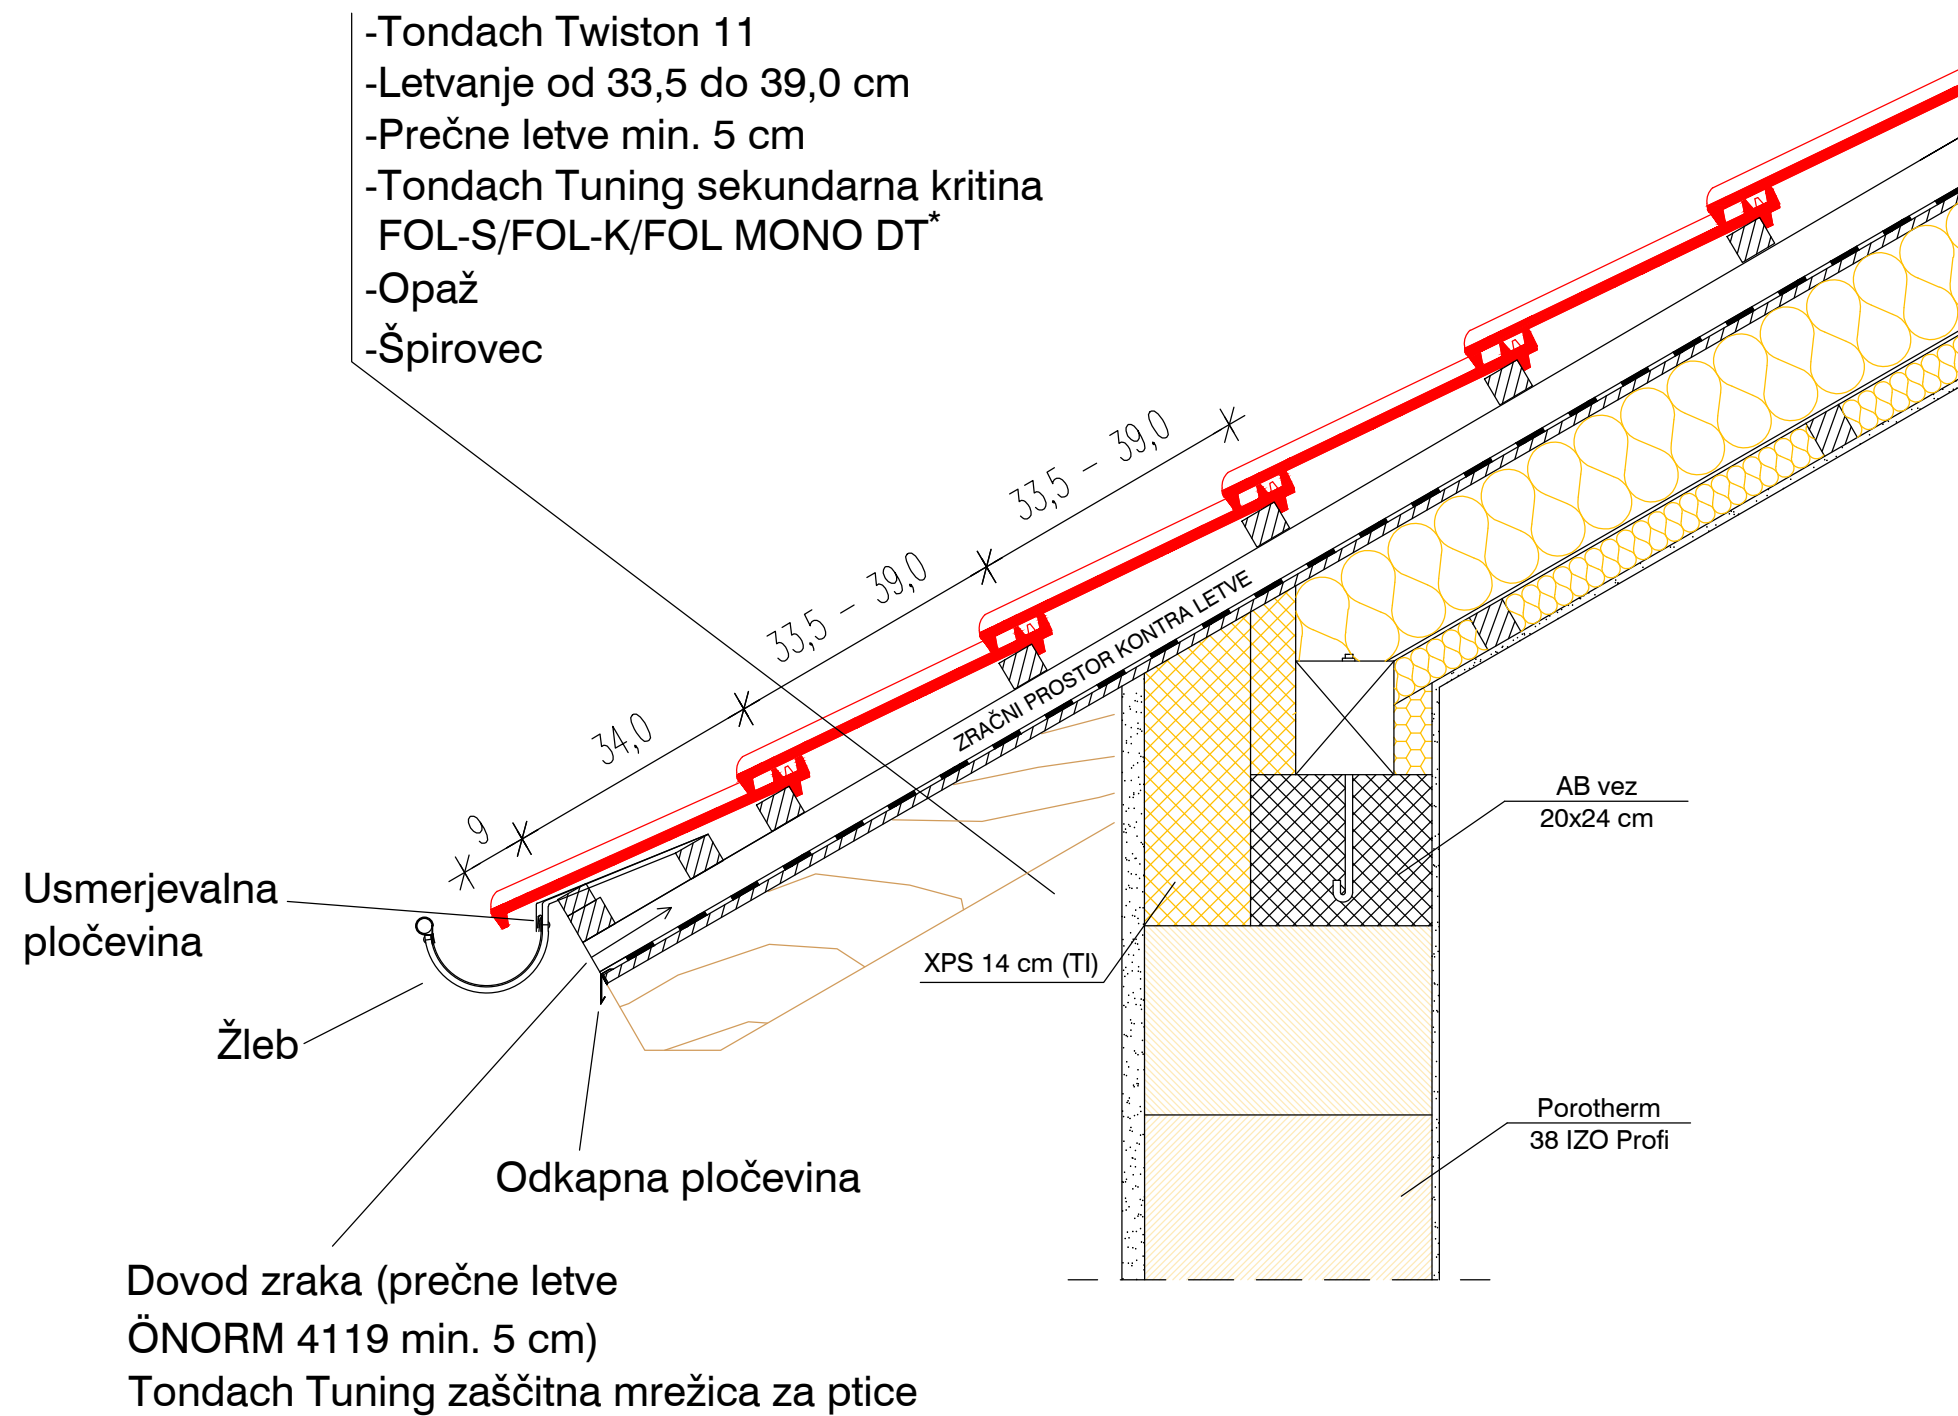 -Tondach Twiston 11
-Letvanje od 33,5 do 39,0 cm
-Prečne letve min. 5 cm
-Tondach Tuning sekundarna kritina
FOL-S/FOL-K/FOL MONO DT*
-Opaž
-Špirovec
33,5 – 39,0
33,5 – 39,0
34,0
9
ZRAČNI PROSTOR KONTRA LETVE
Usmerjevalna
pločevina
Žleb
Odkapna pločevina
Dovod zraka (prečne letve
ÖNORM 4119 min. 5 cm)
Tondach Tuning zaščitna mrežica za ptice
XPS 14 cm (TI)
AB vez
20x24 cm
Porotherm
38 IZO Profi